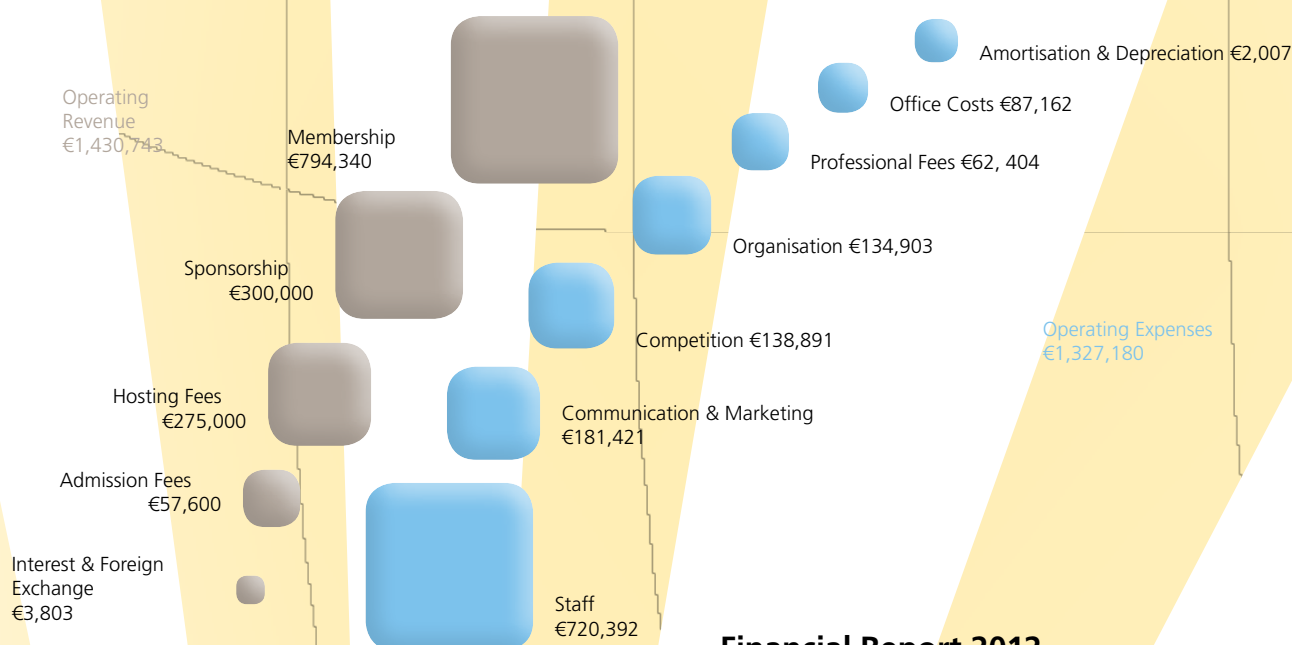 Operating
Revenue
€1,430,743
Membership
€794,340
Sponsorship
€300,000
Hosting Fees
€275,000
Admission Fees
€57,600
Interest & Foreign
Exchange
€3,803
Amortisation & Depreciation €2,007
Office Costs €87,162
Professional Fees €62, 404
Organisation €134,903
Competition €138,891
Communication & Marketing
€181,421
Staff
€720,392
Operating Expenses
€1,327,180
Financial Report